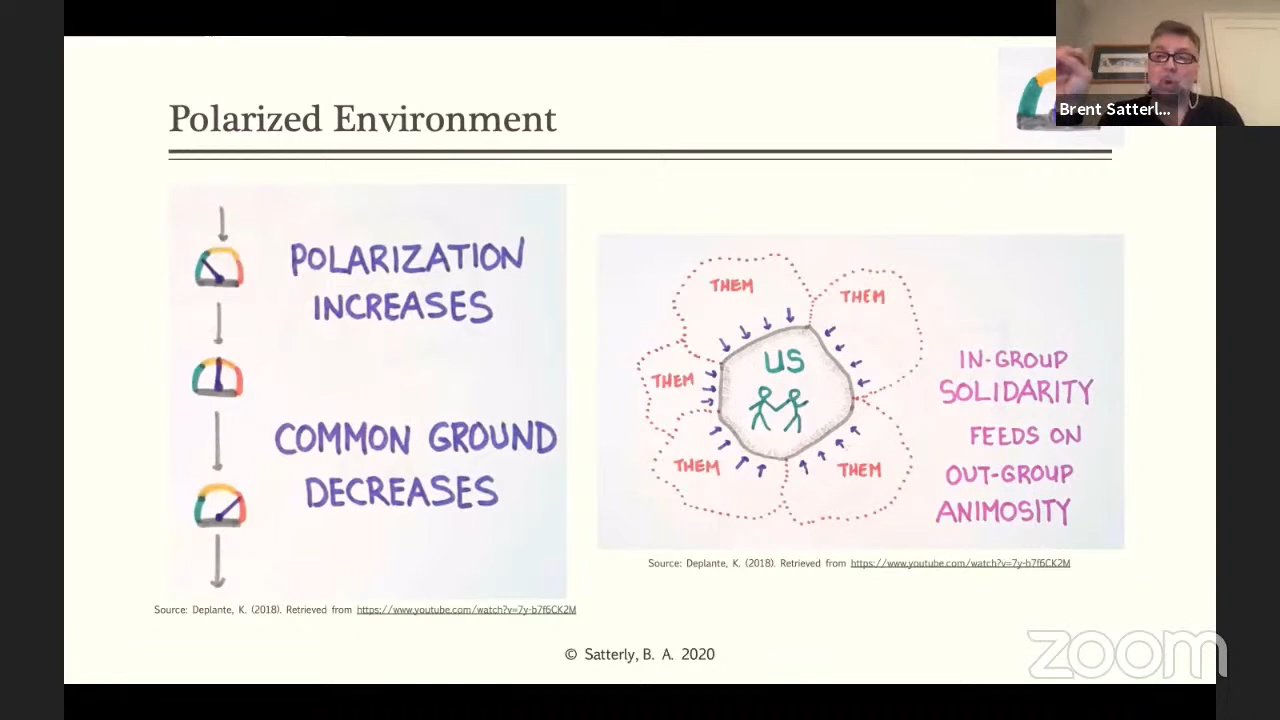 Polarized Environment
Brent Satterl...
POLARIZATION
INCREASES
COMMON GROUND
DECREASES
THEM
THEM
THEM
THEM
THEM
US
IN-GROUP
SOLIDARITY
FEEDS ON
OUT-GROUP
ANIMOSITY
Source: Deplante, K. (2018). Retrieved from https://www.youtube.com/watch?v=7y-b7f6CK2M
Source: Deplante, K. (2018). Retrieved from https://www.youtube.com/watch?v=7y-b7f6CK2M
© Satterly, B. A. 2020
zoom